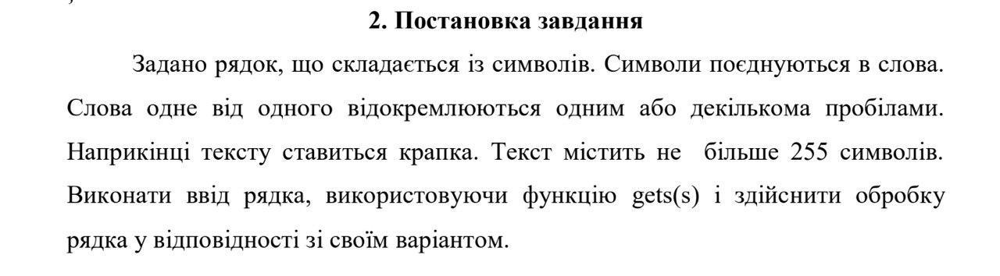 2. Постановка завдання
Задано рядок, що складається із символів. Символи поєднуються в слова.
Слова одне від одного відокремлюються одним або декількома пробілами.
Наприкінці тексту ставиться крапка. Текст містить не більше 255 символів.
Виконати ввід рядка, використовуючи функцію gets(s) і здійснити обробку
рядка у відповідності зі своїм варіантом.